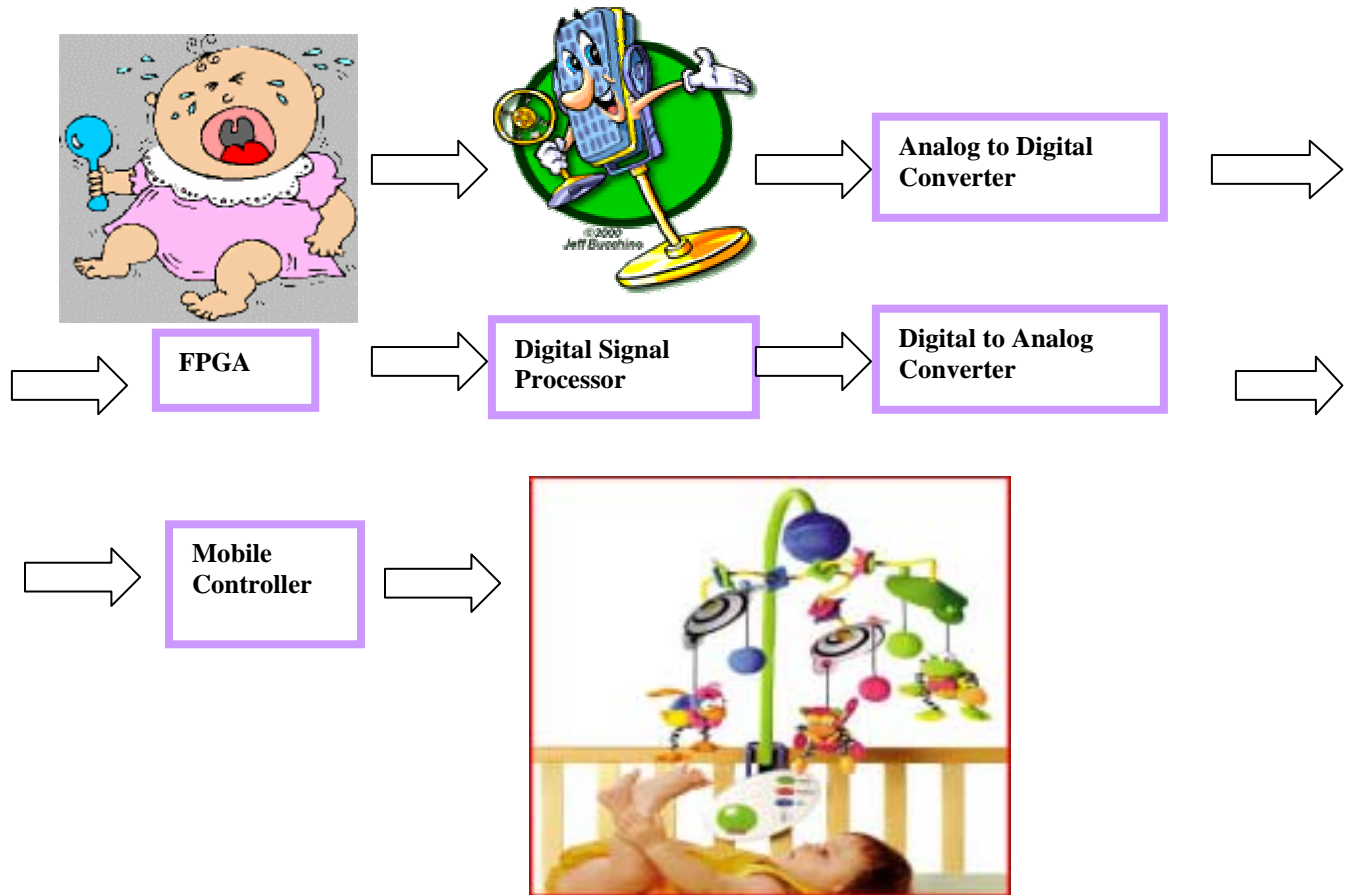 ©2000
Jeff Bucchino
Analog to Digital
Converter
FPGA
Digital Signal
Processor
Digital to Analog
Converter
Mobile
Controller